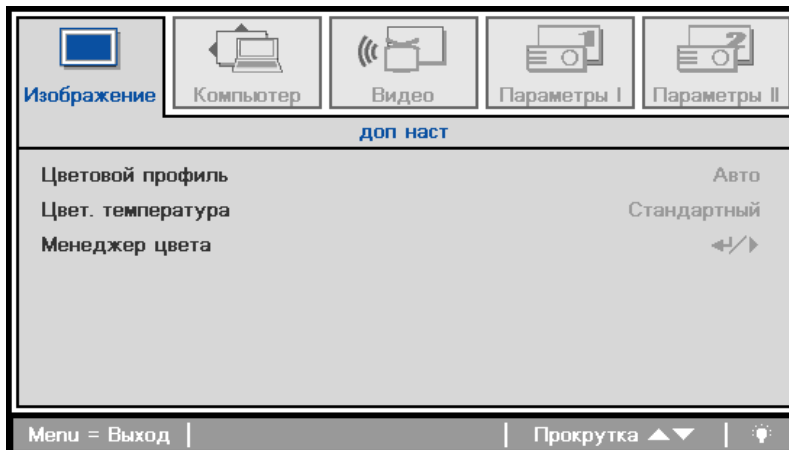 Изображение
Компьютер
Видео
Параметры I
Параметры II
доп наст
Цветовой профиль Авто
Цвет. температура Стандартный
Менеджер цвета
Menu = Выход
Прокрутка